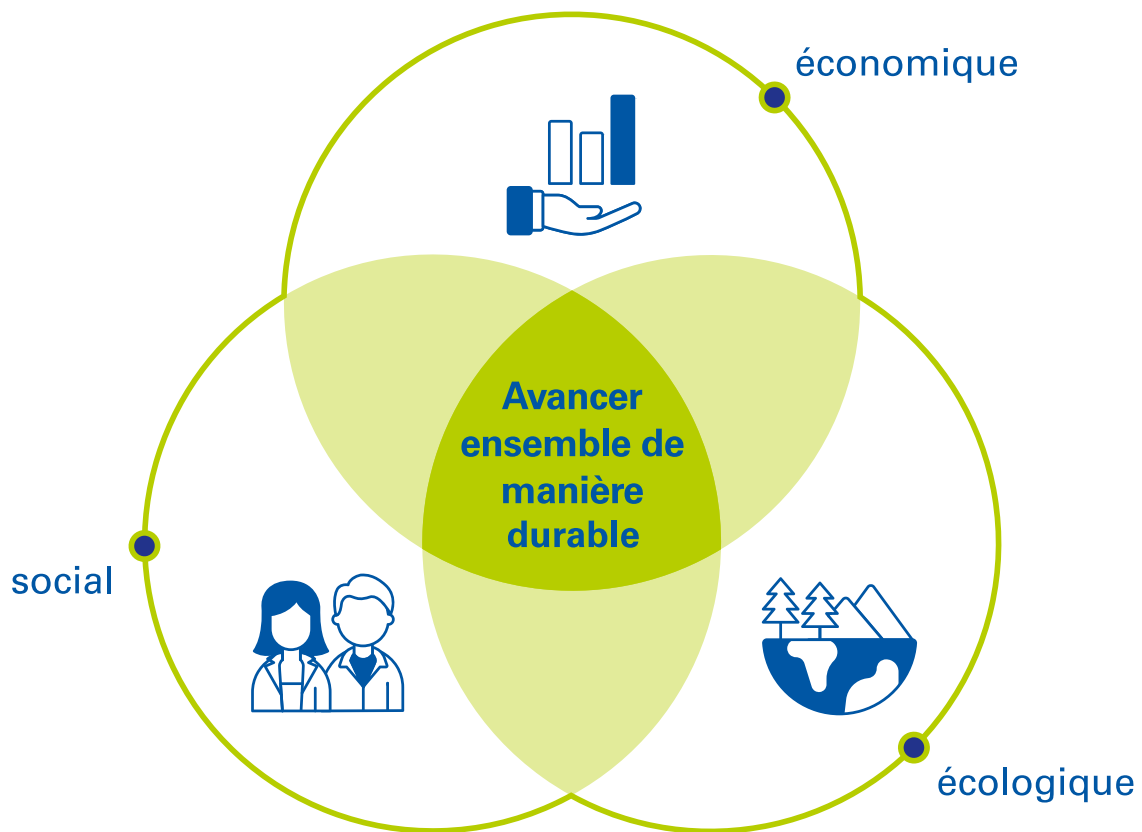 économique
Avancer
ensemble de
manière
durable
social
écologique